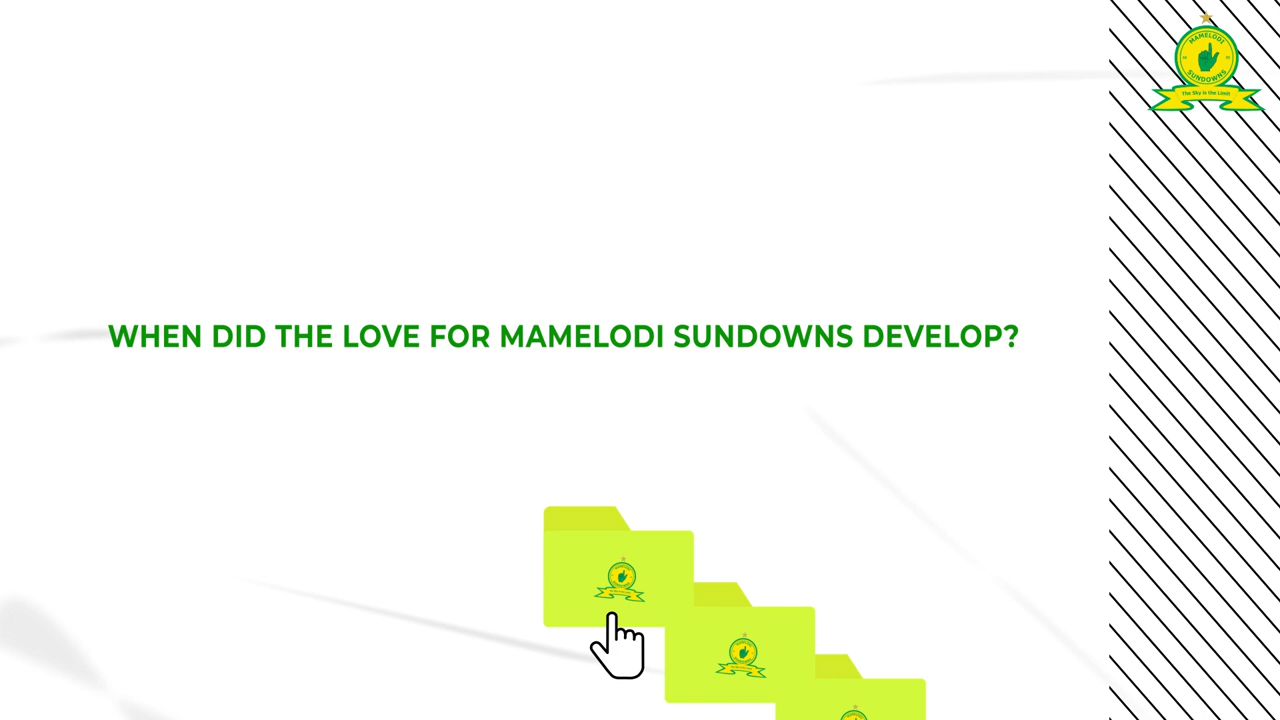 MAMELODI
SUNDOWNS
The Sky is the Limit
WHEN DID THE LOVE FOR MAMELODI SUNDOWNS DEVELOP?